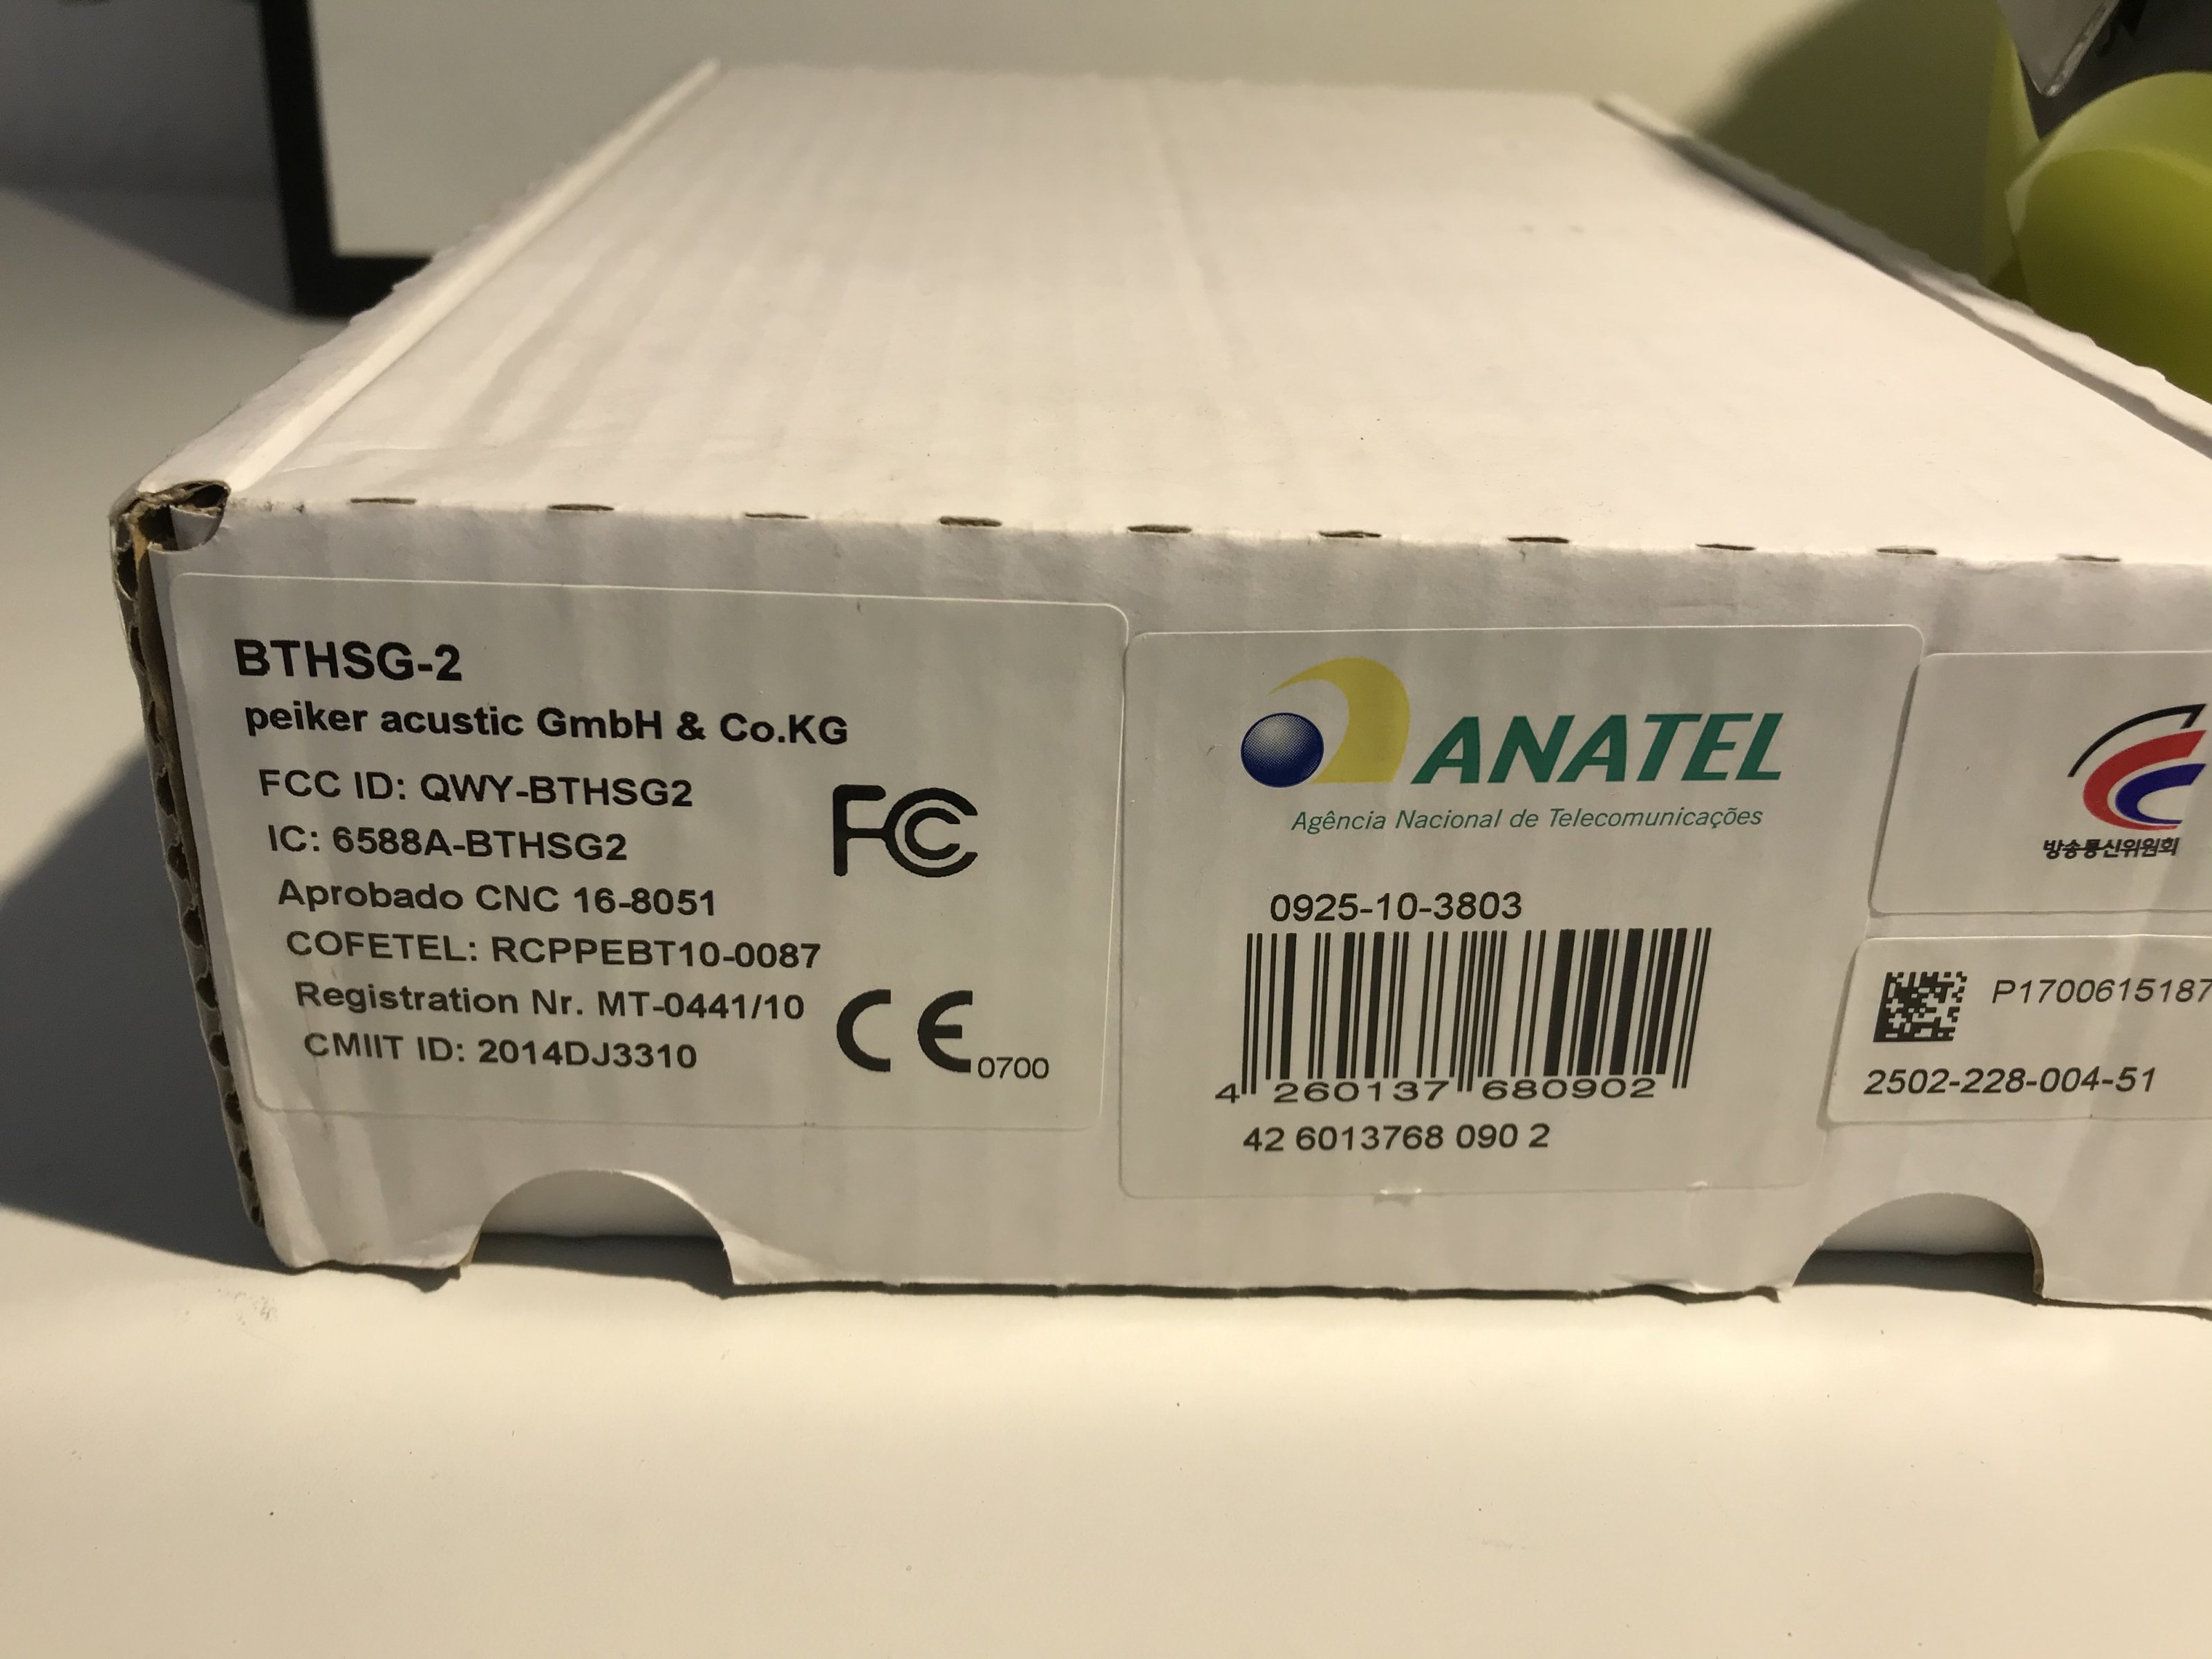 BTHSG-2
peiker acustic GmbH & Co.KG
FCC ID: QWY-BTHSG2
IC: 6588A-BTHSG2
Aprobado CNC 16-8051
COFETEL: RCPPEBT10-0087
Registration Nr. MT-0441/10
CMIIT ID: 2014DJ3310
FC
CE 0700
ANATEL
Agência Nacional de Telecomunicações
0925-10-3803
4 260137 680902
42 6013768 090 2
방송통신위원회
P1700615187
2502-228-004-51